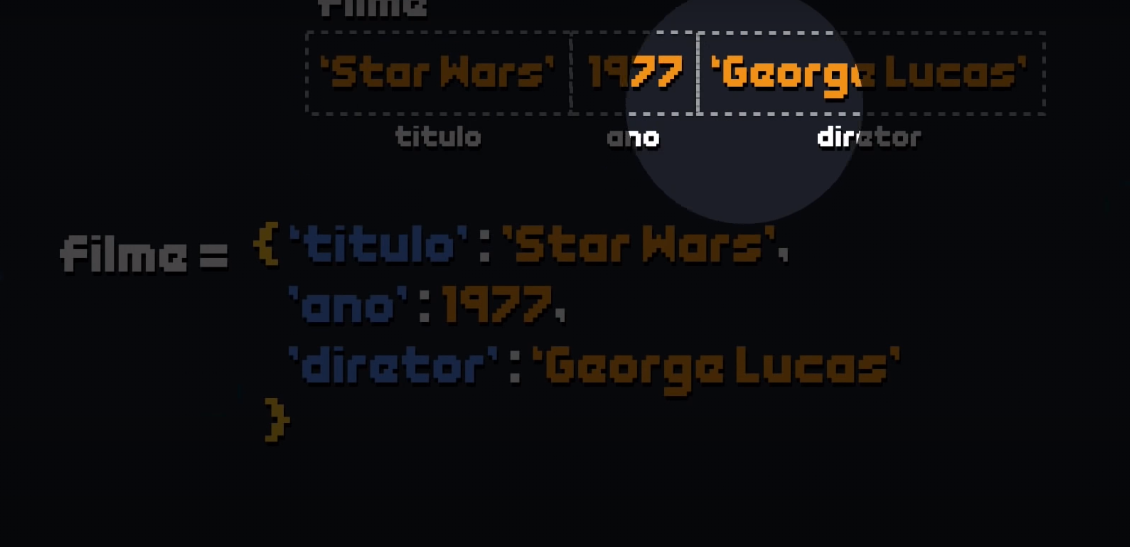 filme
‘Star Wars’ 1977 ‘George Lucas’
titulo ano diretor
filme = { ‘titulo’ : ‘Star Wars’,
‘ano’ : 1977,
‘diretor’ : ‘George Lucas’
}